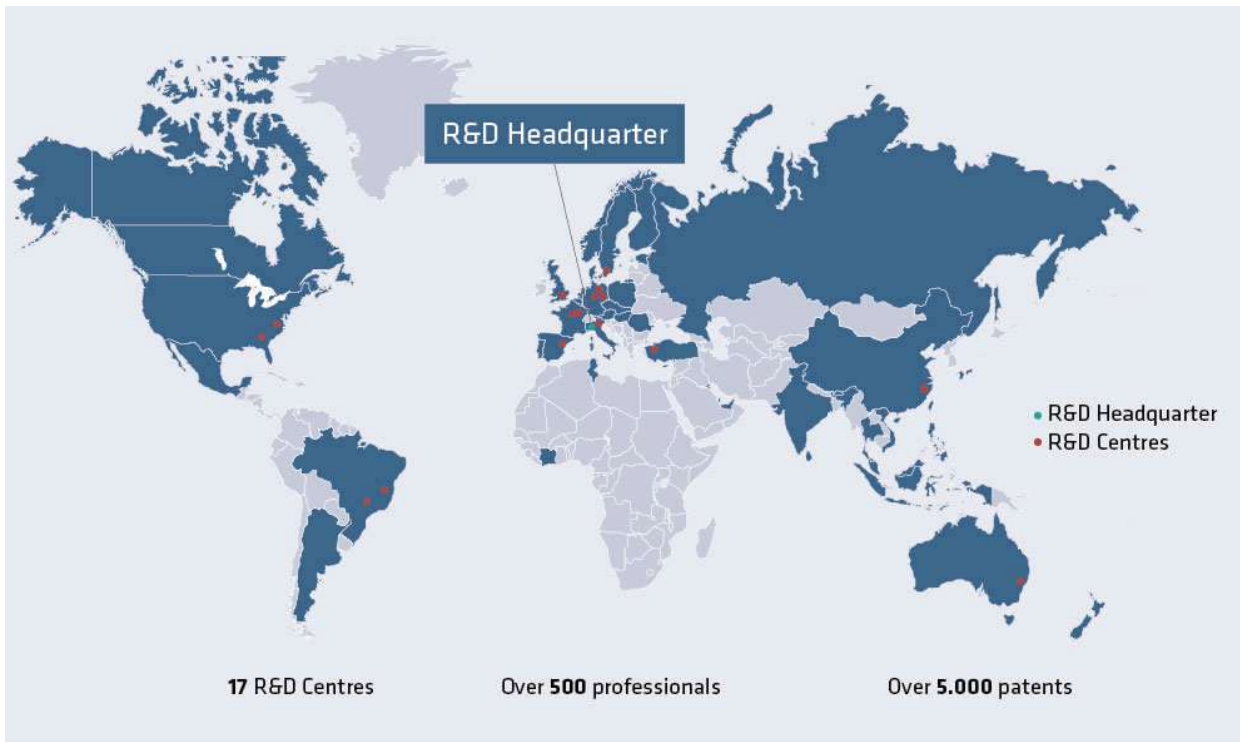 R&D Headquarter
R&D Headquarter
R&D Centres
17 R&D Centres
Over 500 professionals
Over 5.000 patents